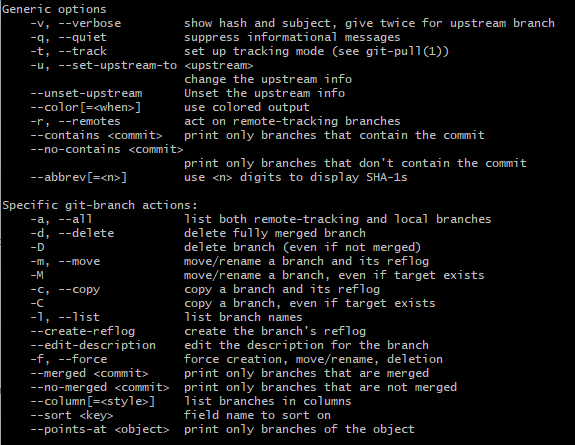 Generic options
    -v, --verbose         show hash and subject, give twice for upstream branch
    -q, --quiet           suppress informational messages
    -t, --track           set up tracking mode (see git-pull(1))
    -u, --set-upstream-to <upstream>
                          change the upstream info
    --unset-upstream      Unset the upstream info
    --color[=<when>]      use colored output
    -r, --remotes         act on remote-tracking branches
    --contains <commit>   print only branches that contain the commit
    --no-contains <commit>
                          print only branches that don't contain the commit
    --abbrev[=<n>]        use <n> digits to display SHA-1s

Specific git-branch actions:
    -a, --all             list both remote-tracking and local branches
    -d, --delete          delete fully merged branch
    -D                    delete branch (even if not merged)
    -m, --move            move/rename a branch and its reflog
    -M                    move/rename a branch, even if target exists
    -c, --copy            copy a branch and its reflog
    -C                    copy a branch, even if target exists
    -l, --list            list branch names
    --create-reflog       create the branch's reflog
    --edit-description    edit the description for the branch
    -f, --force           force creation, move/rename, deletion
    --merged <commit>     print only branches that are merged
    --no-merged <commit>  print only branches that are not merged
    --column[=<style>]    list branches in columns
    --sort <key>          field name to sort on
    --points-at <object>  print only branches of the object